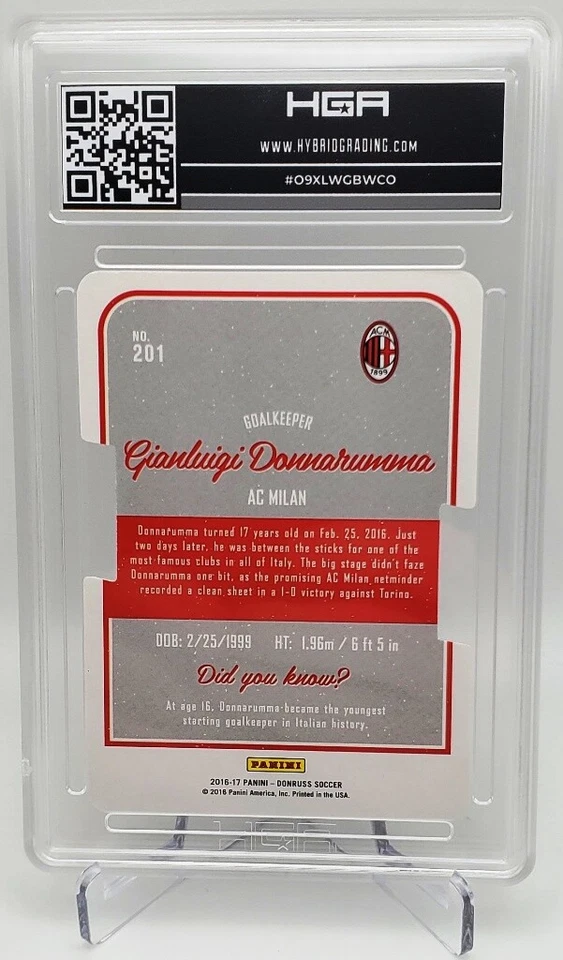 HGA
WWW.HYBRIDGRADING.COM
#O9XLWGBWCO
NO.
201
ACM
1899
GOALKEEPER
Gianluigi Donnarumma
AC MILAN
Donnarumma turned 17 years old on Feb. 25, 2016. Just
two days later, he was between the sticks for one of the
most famous clubs in all of Italy. The big stage didn't faze
Donnarumma one bit, as the promising AC Milan netminder
recorded a clean sheet in a 1-0 victory against Torino.
DOB: 2/25/1999 HT: 1.96m / 6 ft 5 in
Did you know?
At age 16, Donnarumma became the youngest
starting goalkeeper in Italian history.
PANINI
2016-17 PANINI – DONRUSS SOCCER
© 2016 Panini America, Inc. Printed in the USA.
HGA